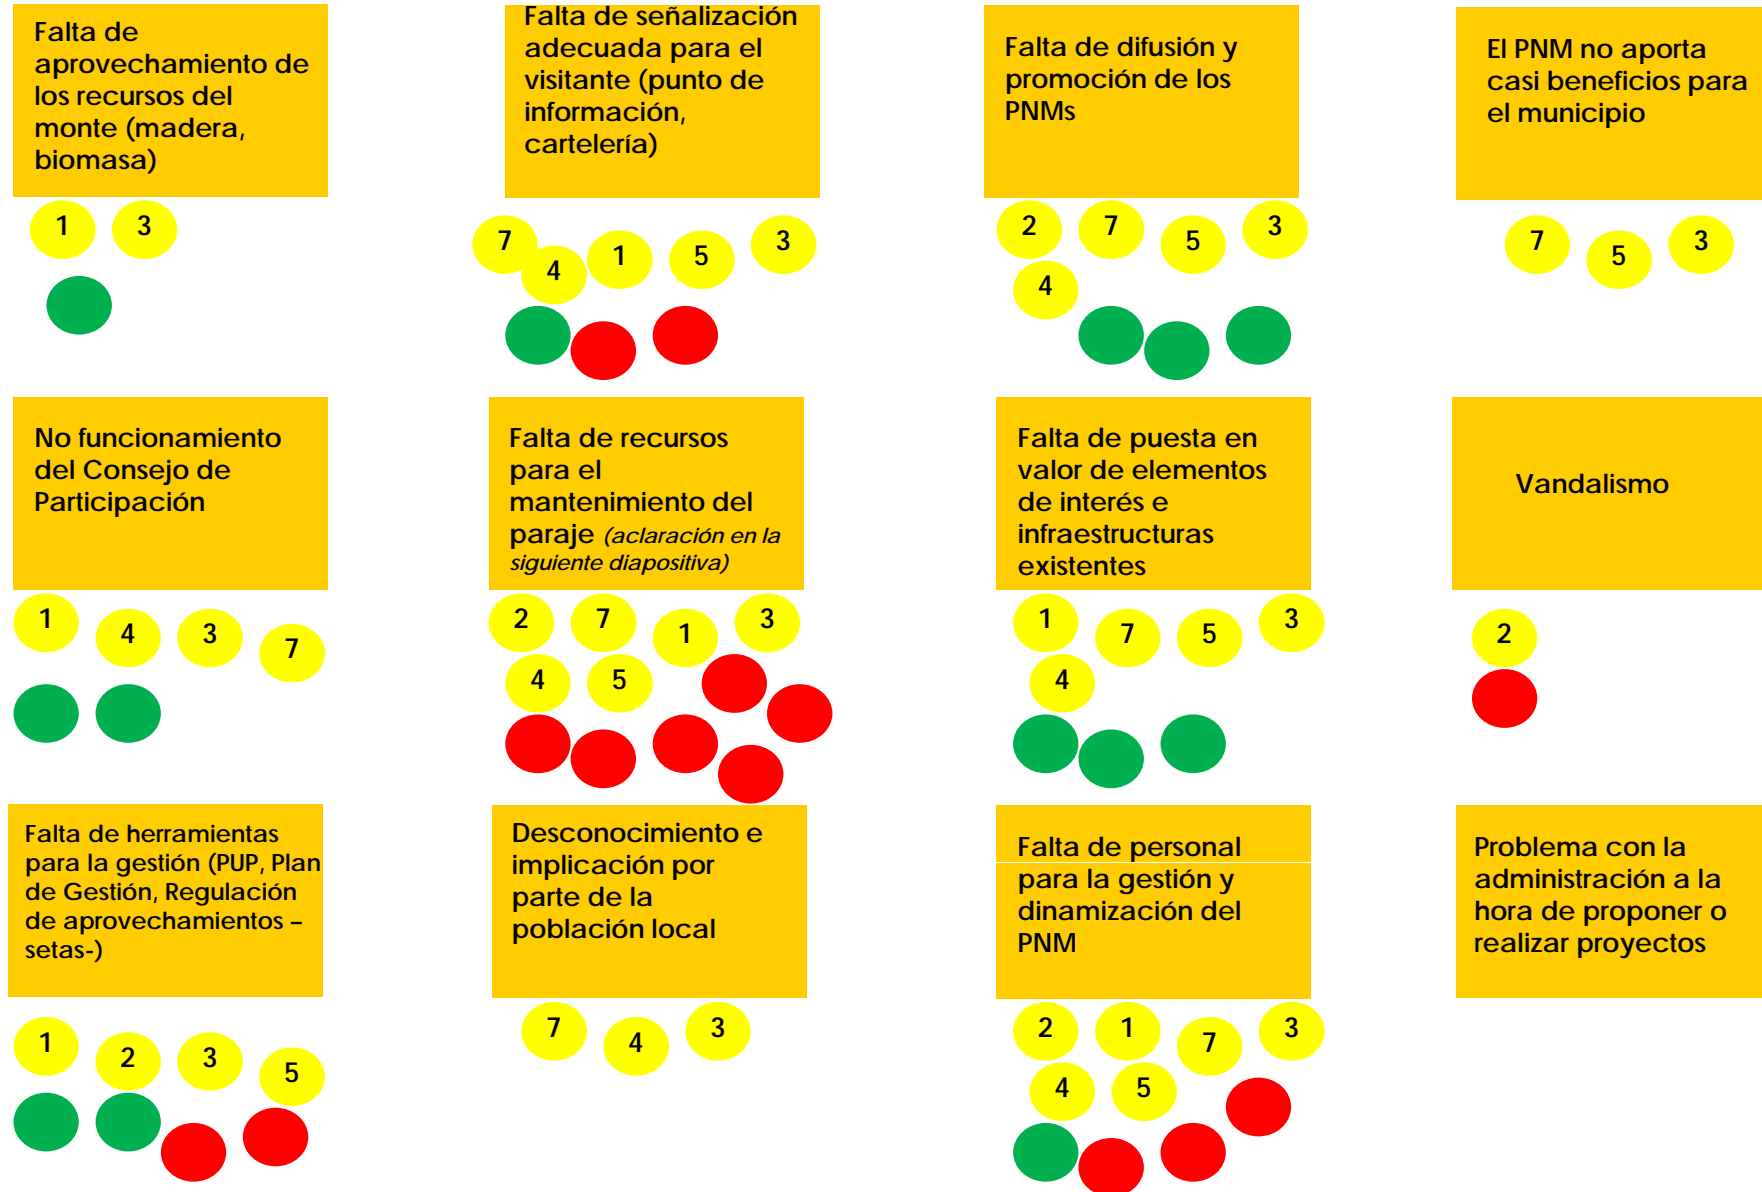 Falta de
aprovechamiento de
los recursos del
monte (madera,
biomasa)
1 3
Falta de señalización
adecuada para el
visitante (punto de
información,
cartelería)
7 4 1 5 3
Falta de difusión y
promoción de los
PNMs
2 7 5 3
4
El PNM no aporta
casi beneficios para
el municipio
7 5 3
No funcionamiento
del Consejo de
Participación
1 4 3 7
Falta de recursos
para el
mantenimiento del
paraje (aclaración en la
siguiente diapositiva)
2 7 1 3
4 5
Falta de puesta en
valor de elementos
de interés e
infraestructuras
existentes
1 7 5 3
4
Vandalismo
2
Falta de herramientas
para la gestión (PUP, Plan
de Gestión, Regulación
de aprovechamientos –
setas-)
1 2 3 5
Desconocimiento e
implicación por
parte de la
población local
7 4 3
Falta de personal
para la gestión y
dinamización del
PNM
2 1 7 3
4 5
Problema con la
administración a la
hora de proponer o
realizar proyectos